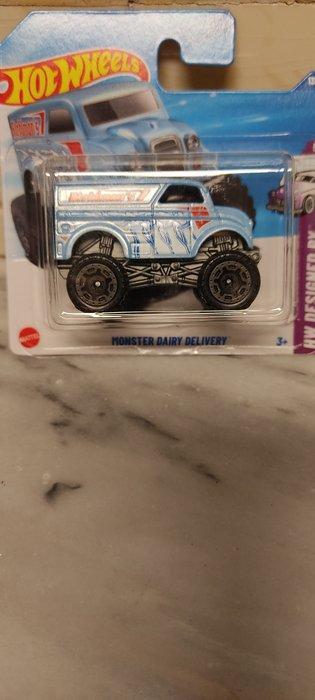 HOT WHEELS
MATTEL
MONSTER DAIRY DELIVERY
3+
HW DESIGNED BY